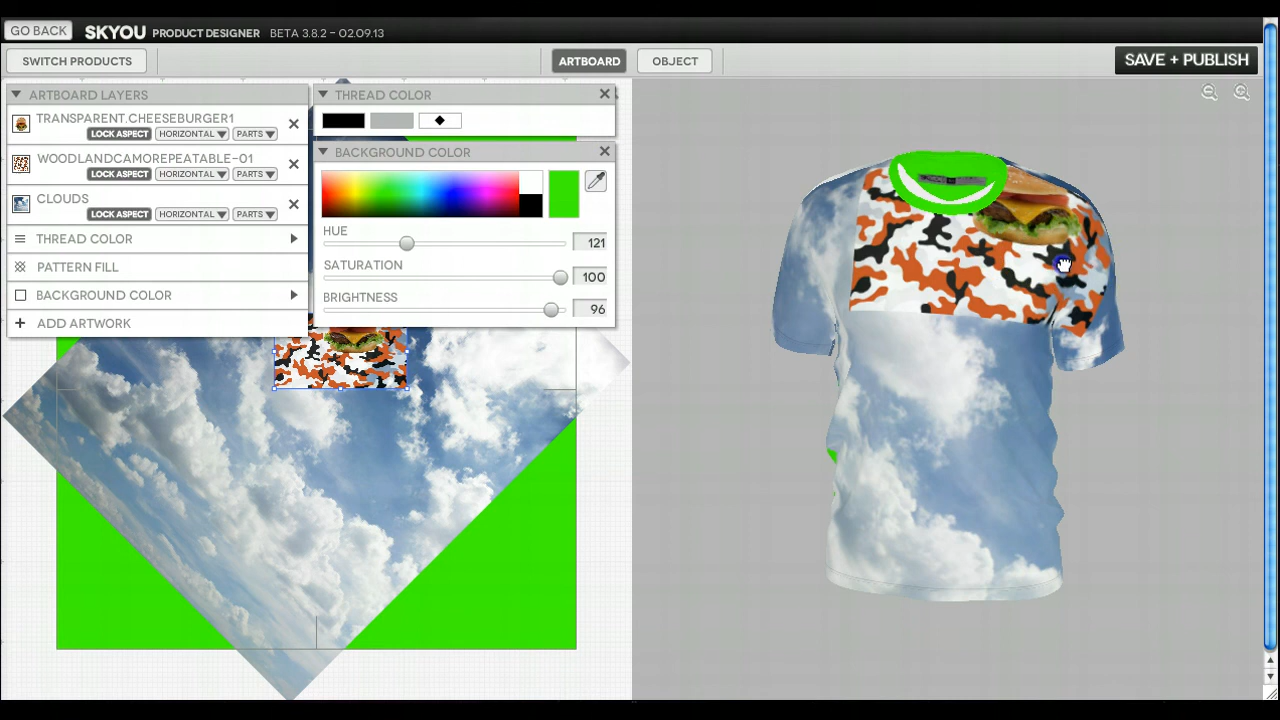 GO BACK SKYOU PRODUCT DESIGNER BETA 3.8.2 – 02.09.13
SWITCH PRODUCTS ARTBOARD OBJECT SAVE + PUBLISH
ARTBOARD LAYERS
TRANSPARENT.CHEESEBURGER1
LOCK ASPECT HORIZONTAL PARTS
WOODLANDCAMOREPEATABLE-01
LOCK ASPECT HORIZONTAL PARTS
CLOUDS
LOCK ASPECT HORIZONTAL PARTS
THREAD COLOR
PATTERN FILL
BACKGROUND COLOR
+ ADD ARTWORK
THREAD COLOR
BACKGROUND COLOR
HUE
121
SATURATION
100
BRIGHTNESS
96